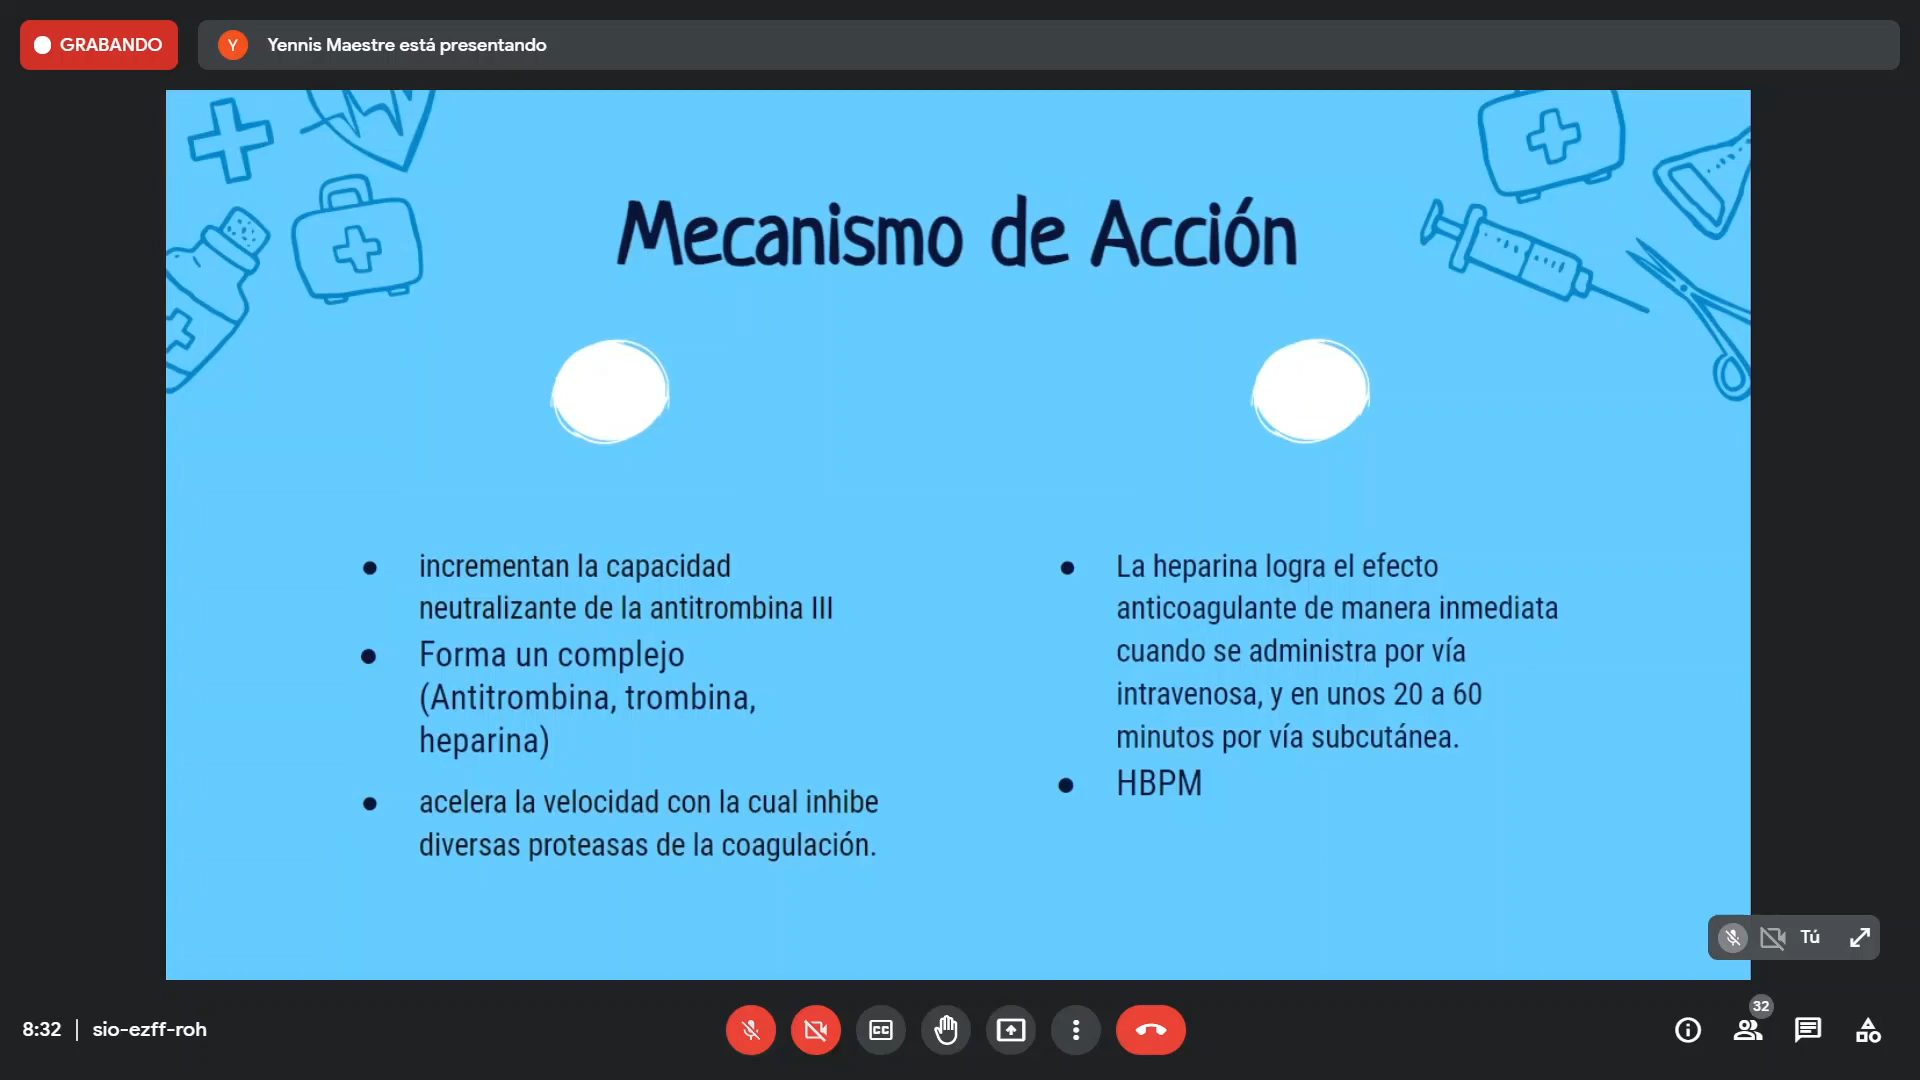 GRABANDO
Y
Yennis Maestre está presentando
Mecanismo de Acción
incrementan la capacidad
neutralizante de la antitrombina III
Forma un complejo
(Antitrombina, trombina,
heparina)
acelera la velocidad con la cual inhibe
diversas proteasas de la coagulación.
La heparina logra el efecto
anticoagulante de manera inmediata
cuando se administra por vía
intravenosa, y en unos 20 a 60
minutos por vía subcutánea.
HBPM
Tú
8:32 | sio-ezff-roh
CC
32